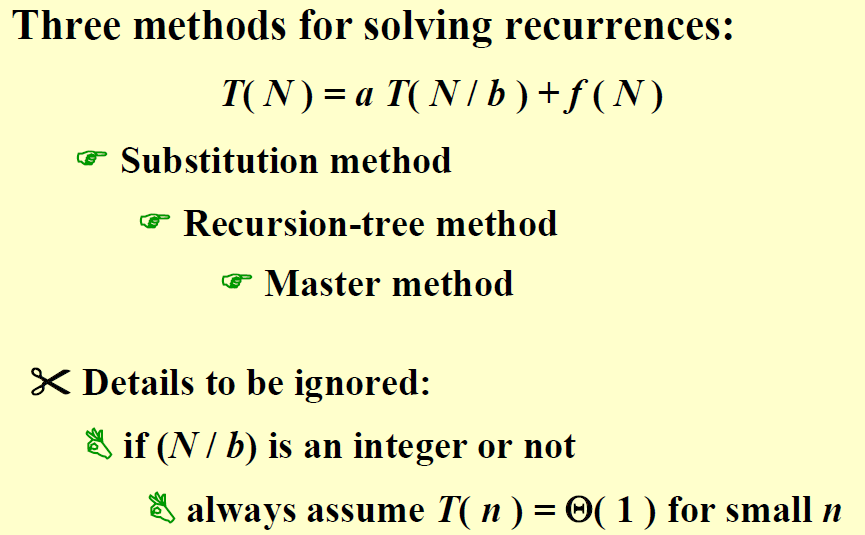 Three methods for solving recurrences:
T( N ) = a T( N / b ) + f ( N )
Substitution method
Recursion-tree method
Master method
Details to be ignored:
if (N / b) is an integer or not
always assume T( n ) = Θ( 1 ) for small n